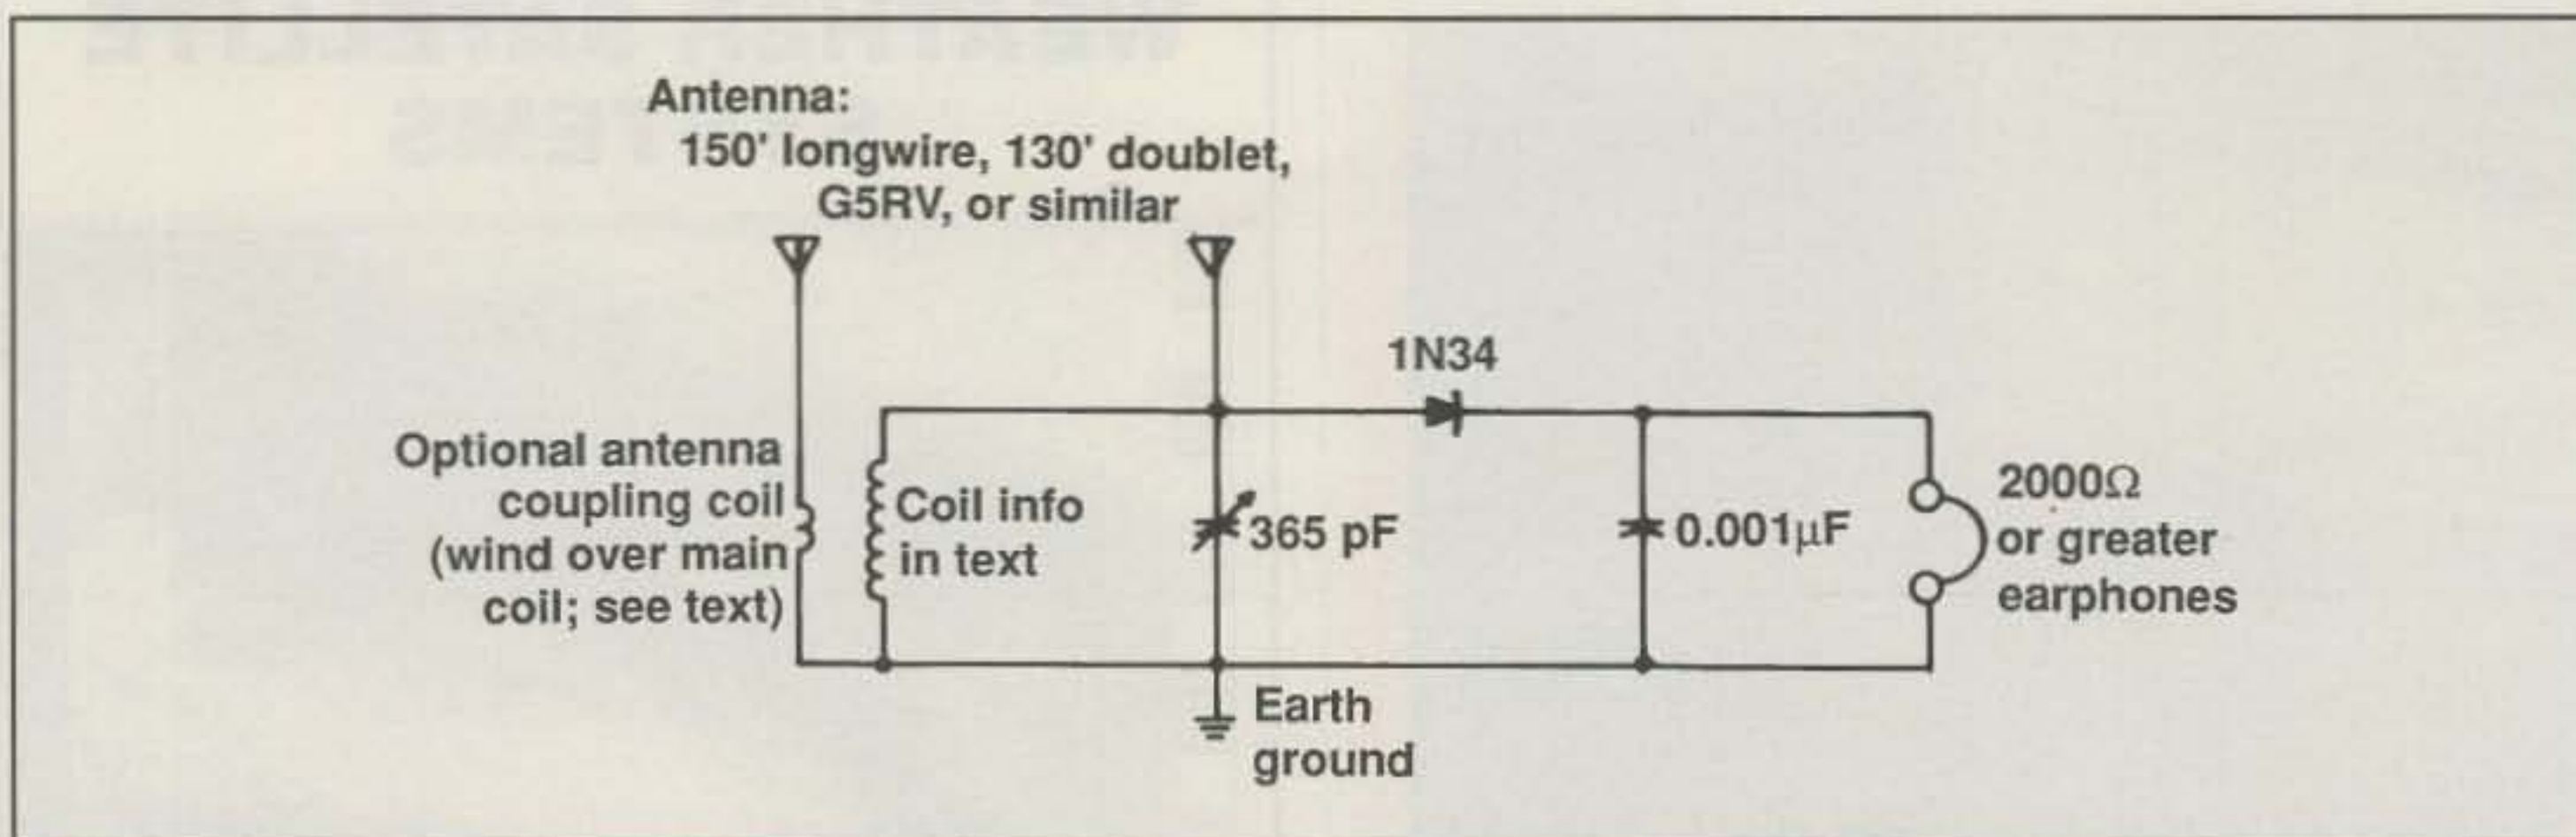 Antenna:
150' longwire, 130' doublet,
G5RV, or similar
1N34
Optional antenna
coupling coil
(wind over main
coil; see text)
Coil info
in text
365 pF
0.001µF
2000Ω
or greater
earphones
Earth
ground